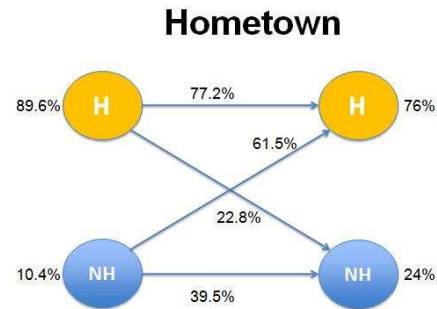 Hometown
89.6% H 77.2% H 76%
61.5%
22.8%
10.4% NH 39.5% NH 24%